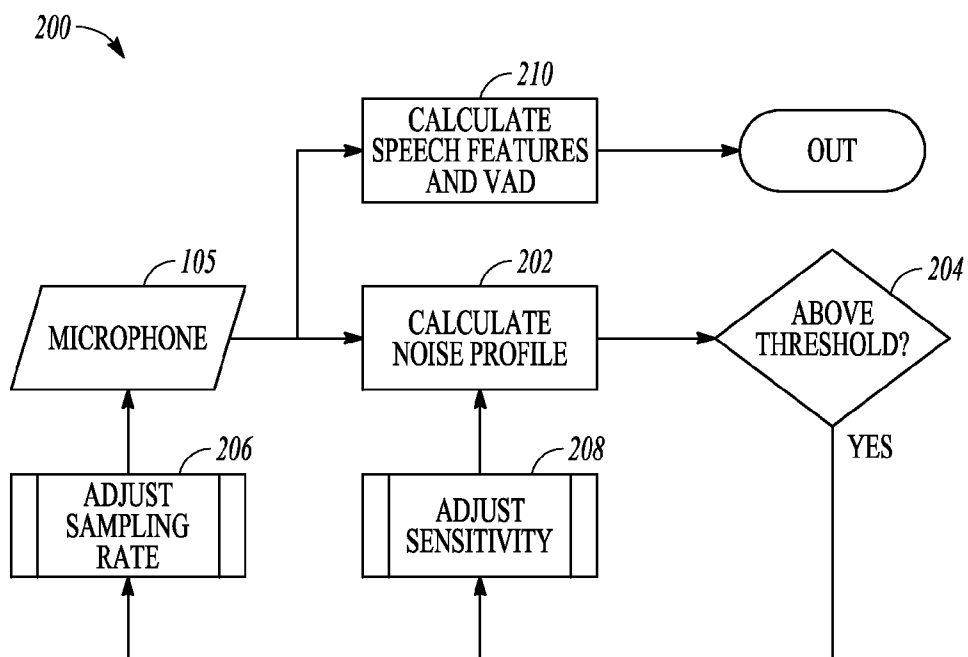 200
210
CALCULATE
SPEECH FEATURES
AND VAD
OUT
105
MICROPHONE
202
CALCULATE
NOISE PROFILE
204
ABOVE
THRESHOLD?
YES
206
ADJUST
SAMPLING
RATE
208
ADJUST
SENSITIVITY